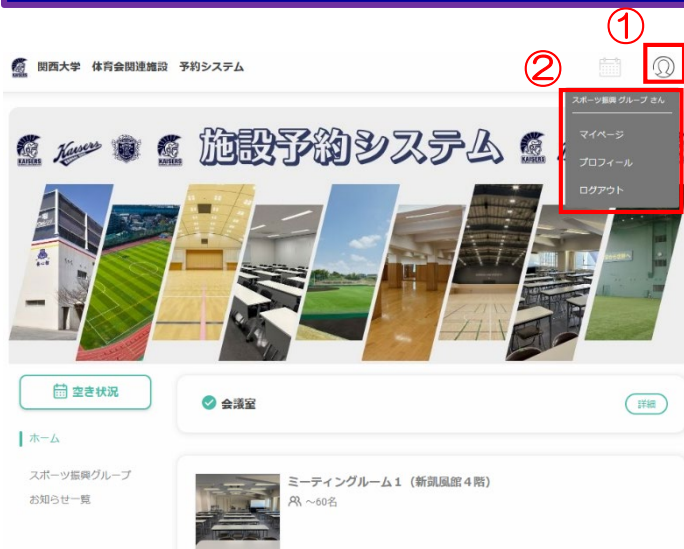 ①
関西大学 体育会関連施設 予約システム
②
スポーツ振興 グループ さん
マイページ
プロフィール
ログアウト
KAISERS
Kaisers
KAISERS
施設予約システム
KAISERS
空き状況
会議室
詳細
ホーム
スポーツ振興グループ
お知らせ一覧
ミーティングルーム１（新凱風館４階）
～60名